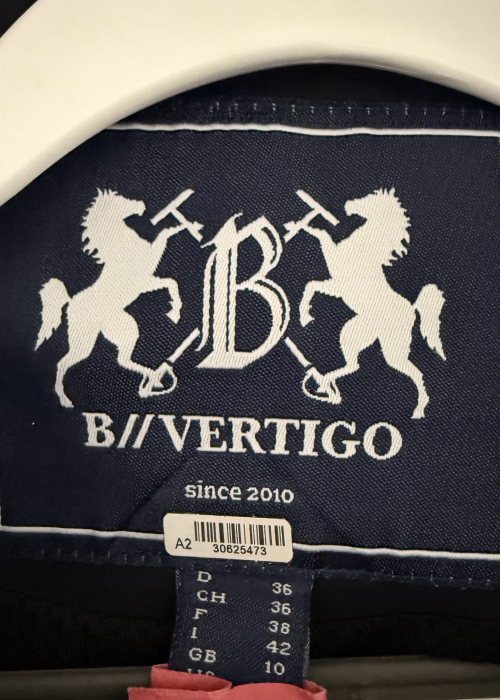 B
B//VERTIGO
since 2010
A2 30625473
D 36
CH 36
F 38
I 42
GB 10